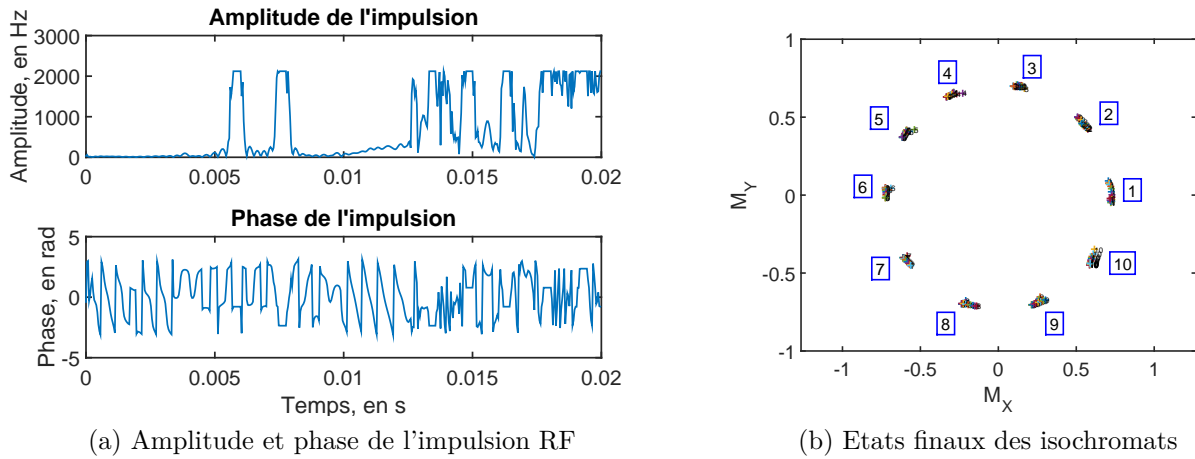 Amplitude de l'impulsion
Amplitude, en Hz
3000
2000
1000
0
0 0.005 0.01 0.015 0.02
Phase de l'impulsion
Phase, en rad
5
0
-5
0 0.005 0.01 0.015 0.02
Temps, en s
(a) Amplitude et phase de l'impulsion RF
1
0.5
0
-0.5
-1
M_Y
4 3
5 2
6 1
7 10
8 9
-1 -0.5 0 0.5 1
M_X
(b) Etats finaux des isochromats